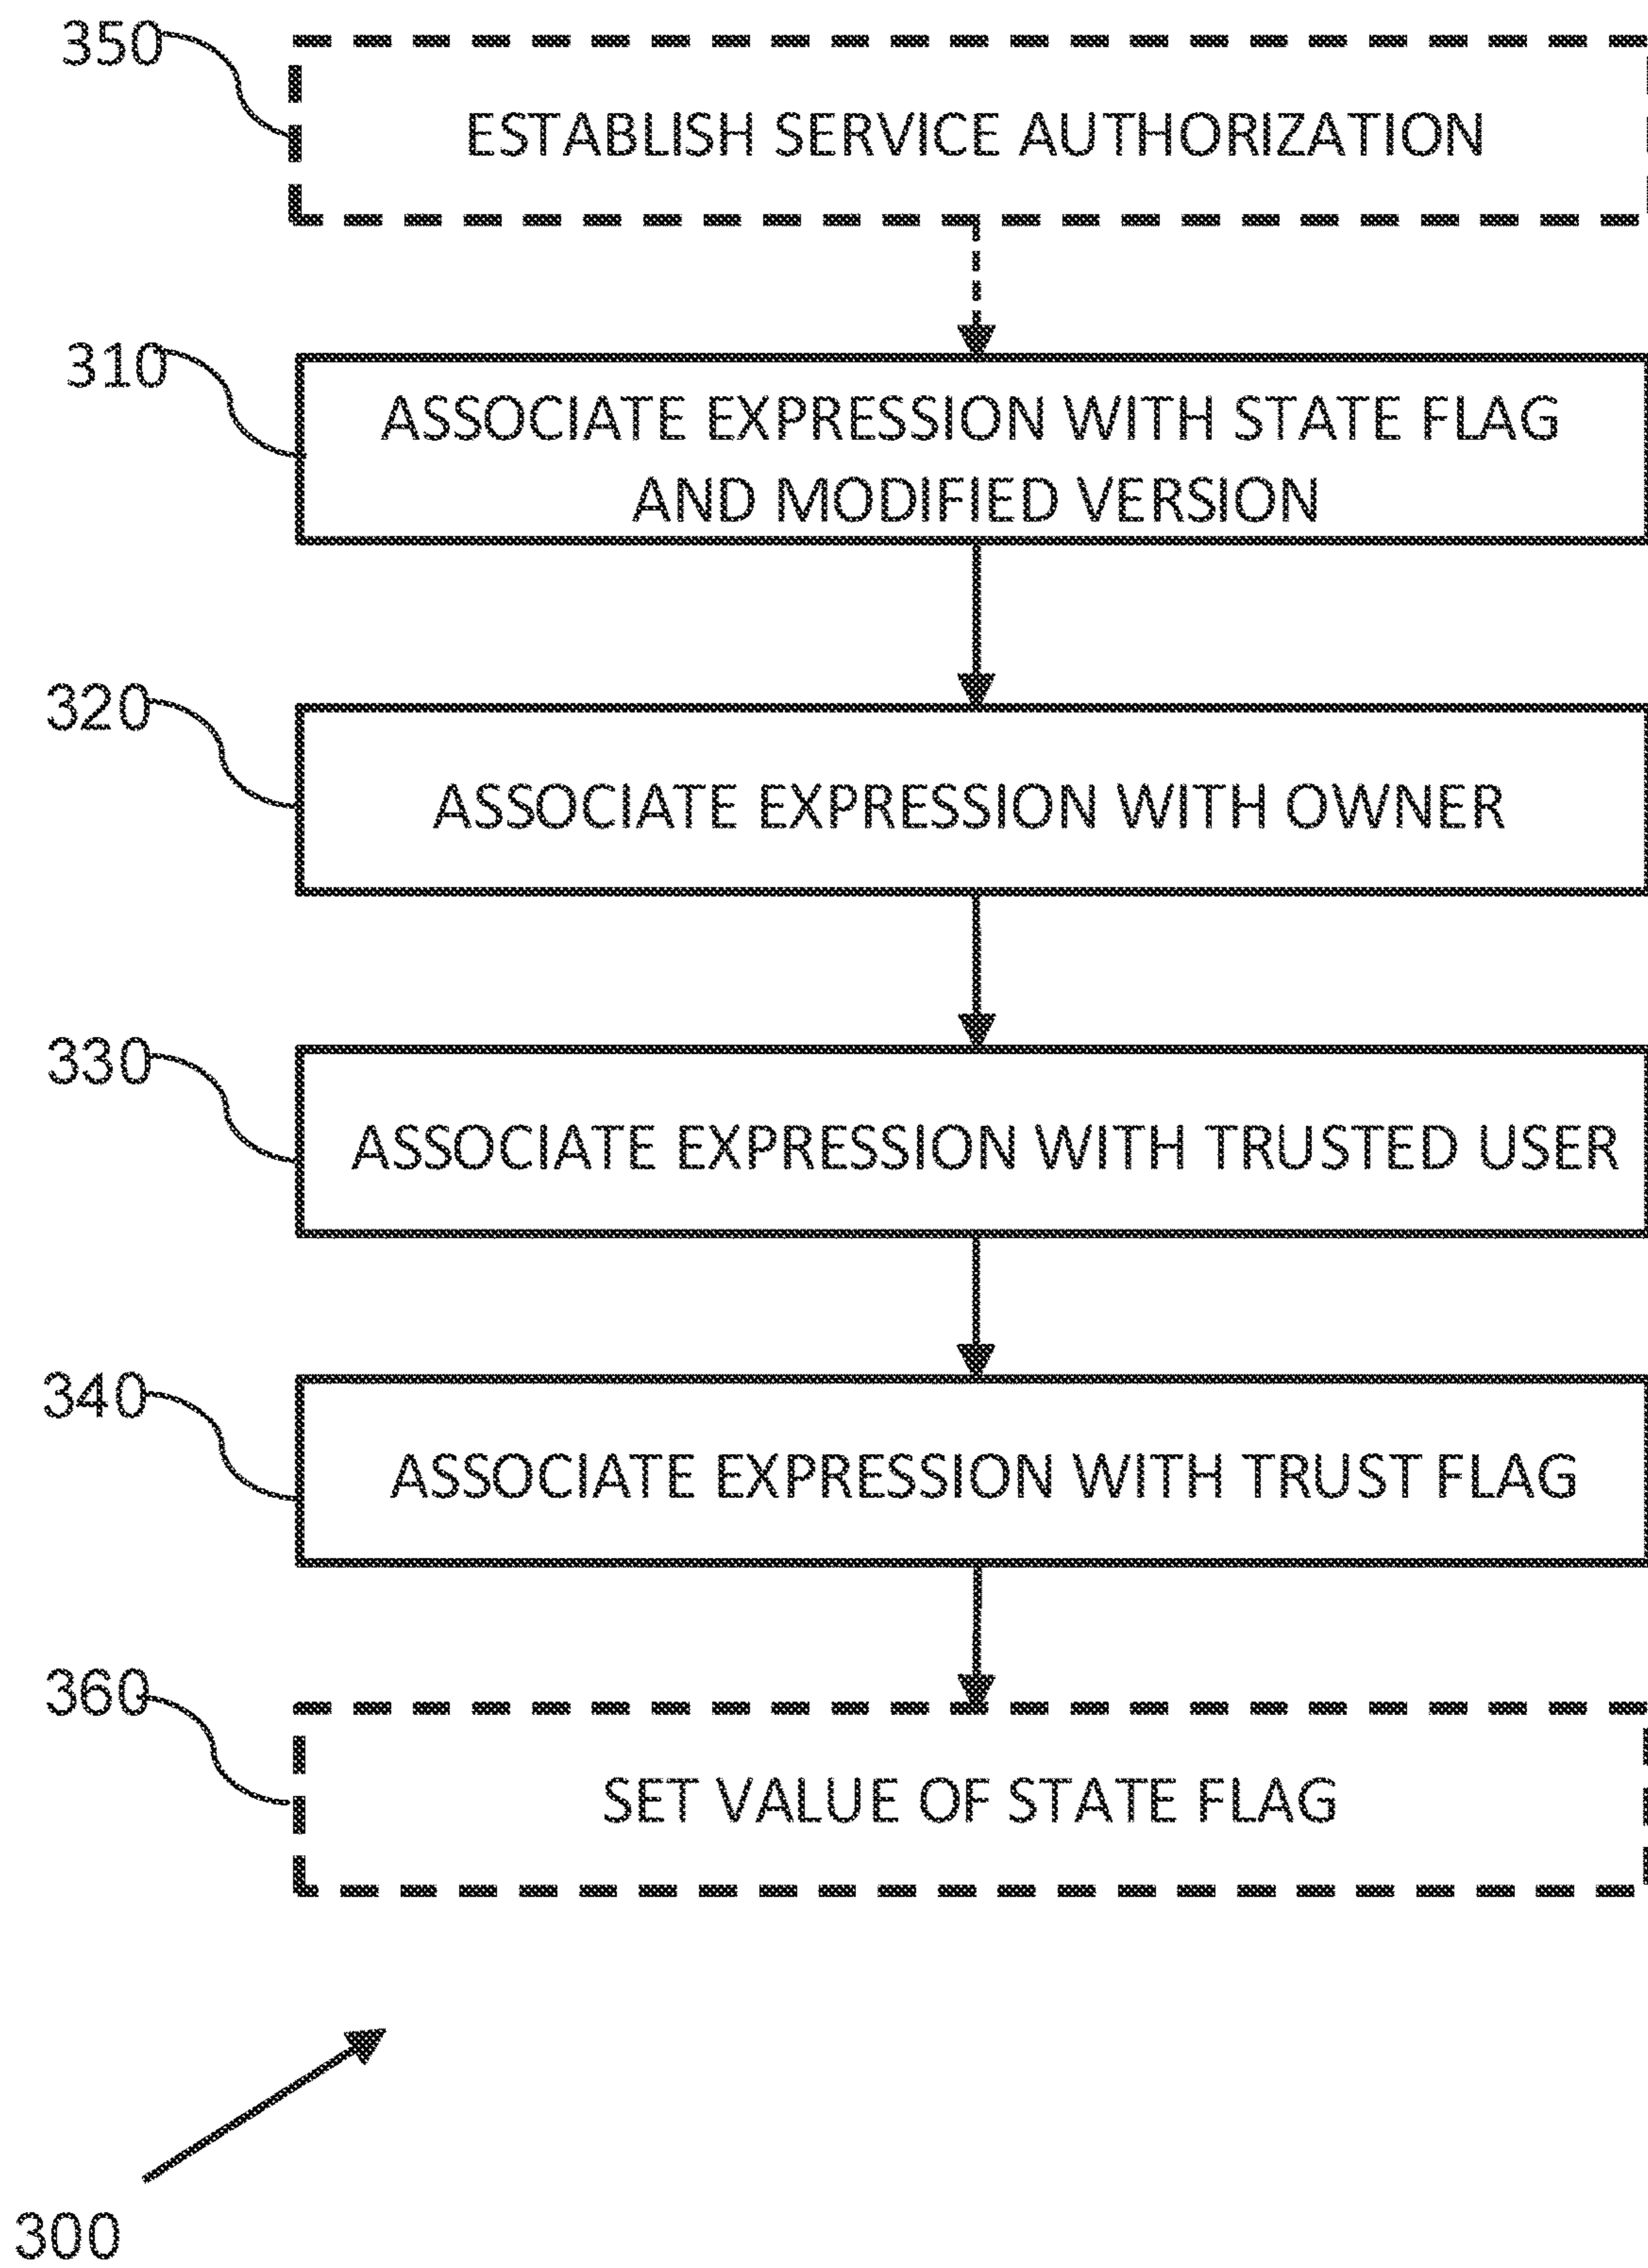 350
ESTABLISH SERVICE AUTHORIZATION
310
ASSOCIATE EXPRESSION WITH STATE FLAG
AND MODIFIED VERSION
320
ASSOCIATE EXPRESSION WITH OWNER
330
ASSOCIATE EXPRESSION WITH TRUSTED USER
340
ASSOCIATE EXPRESSION WITH TRUST FLAG
360
SET VALUE OF STATE FLAG
300